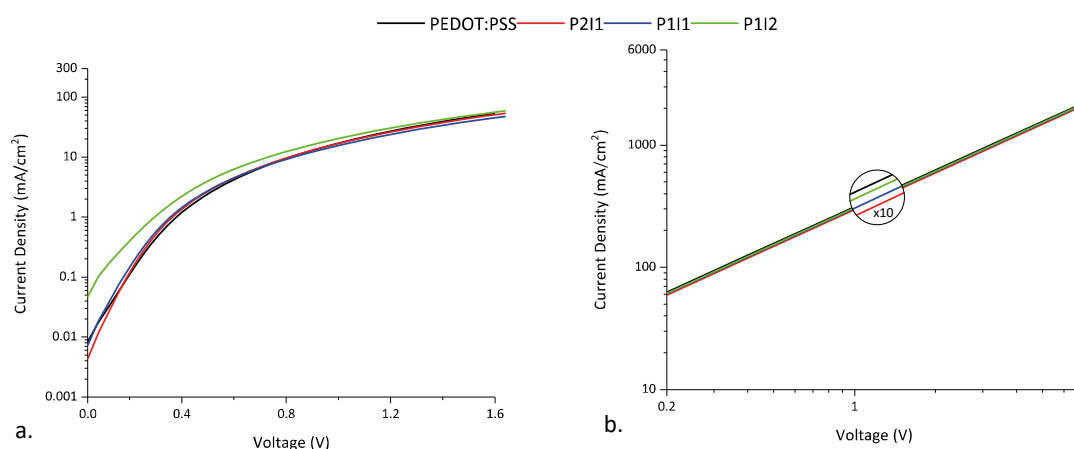 PEDOT:PSS P2I1 P1I1 P1I2
300
100
10
1
0.1
0.01
0.001
Current Density (mA/cm²)
0.0 0.4 0.8 1.2 1.6
Voltage (V)
a.
6000
1000
100
10
Current Density (mA/cm²)
x10
0.2 1
Voltage (V)
b.